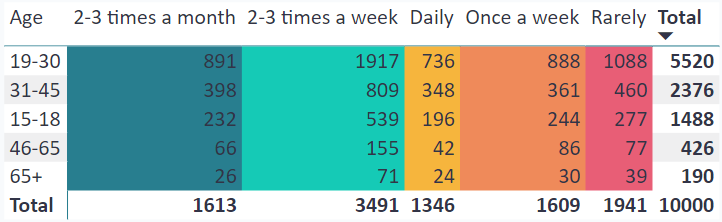 Age 2-3 times a month 2-3 times a week Daily Once a week Rarely Total
19-30 891 1917 736 888 1088 5520
31-45 398 809 348 361 460 2376
15-18 232 539 196 244 277 1488
46-65 66 155 42 86 77 426
65+ 26 71 24 30 39 190
Total 1613 3491 1346 1609 1941 10000